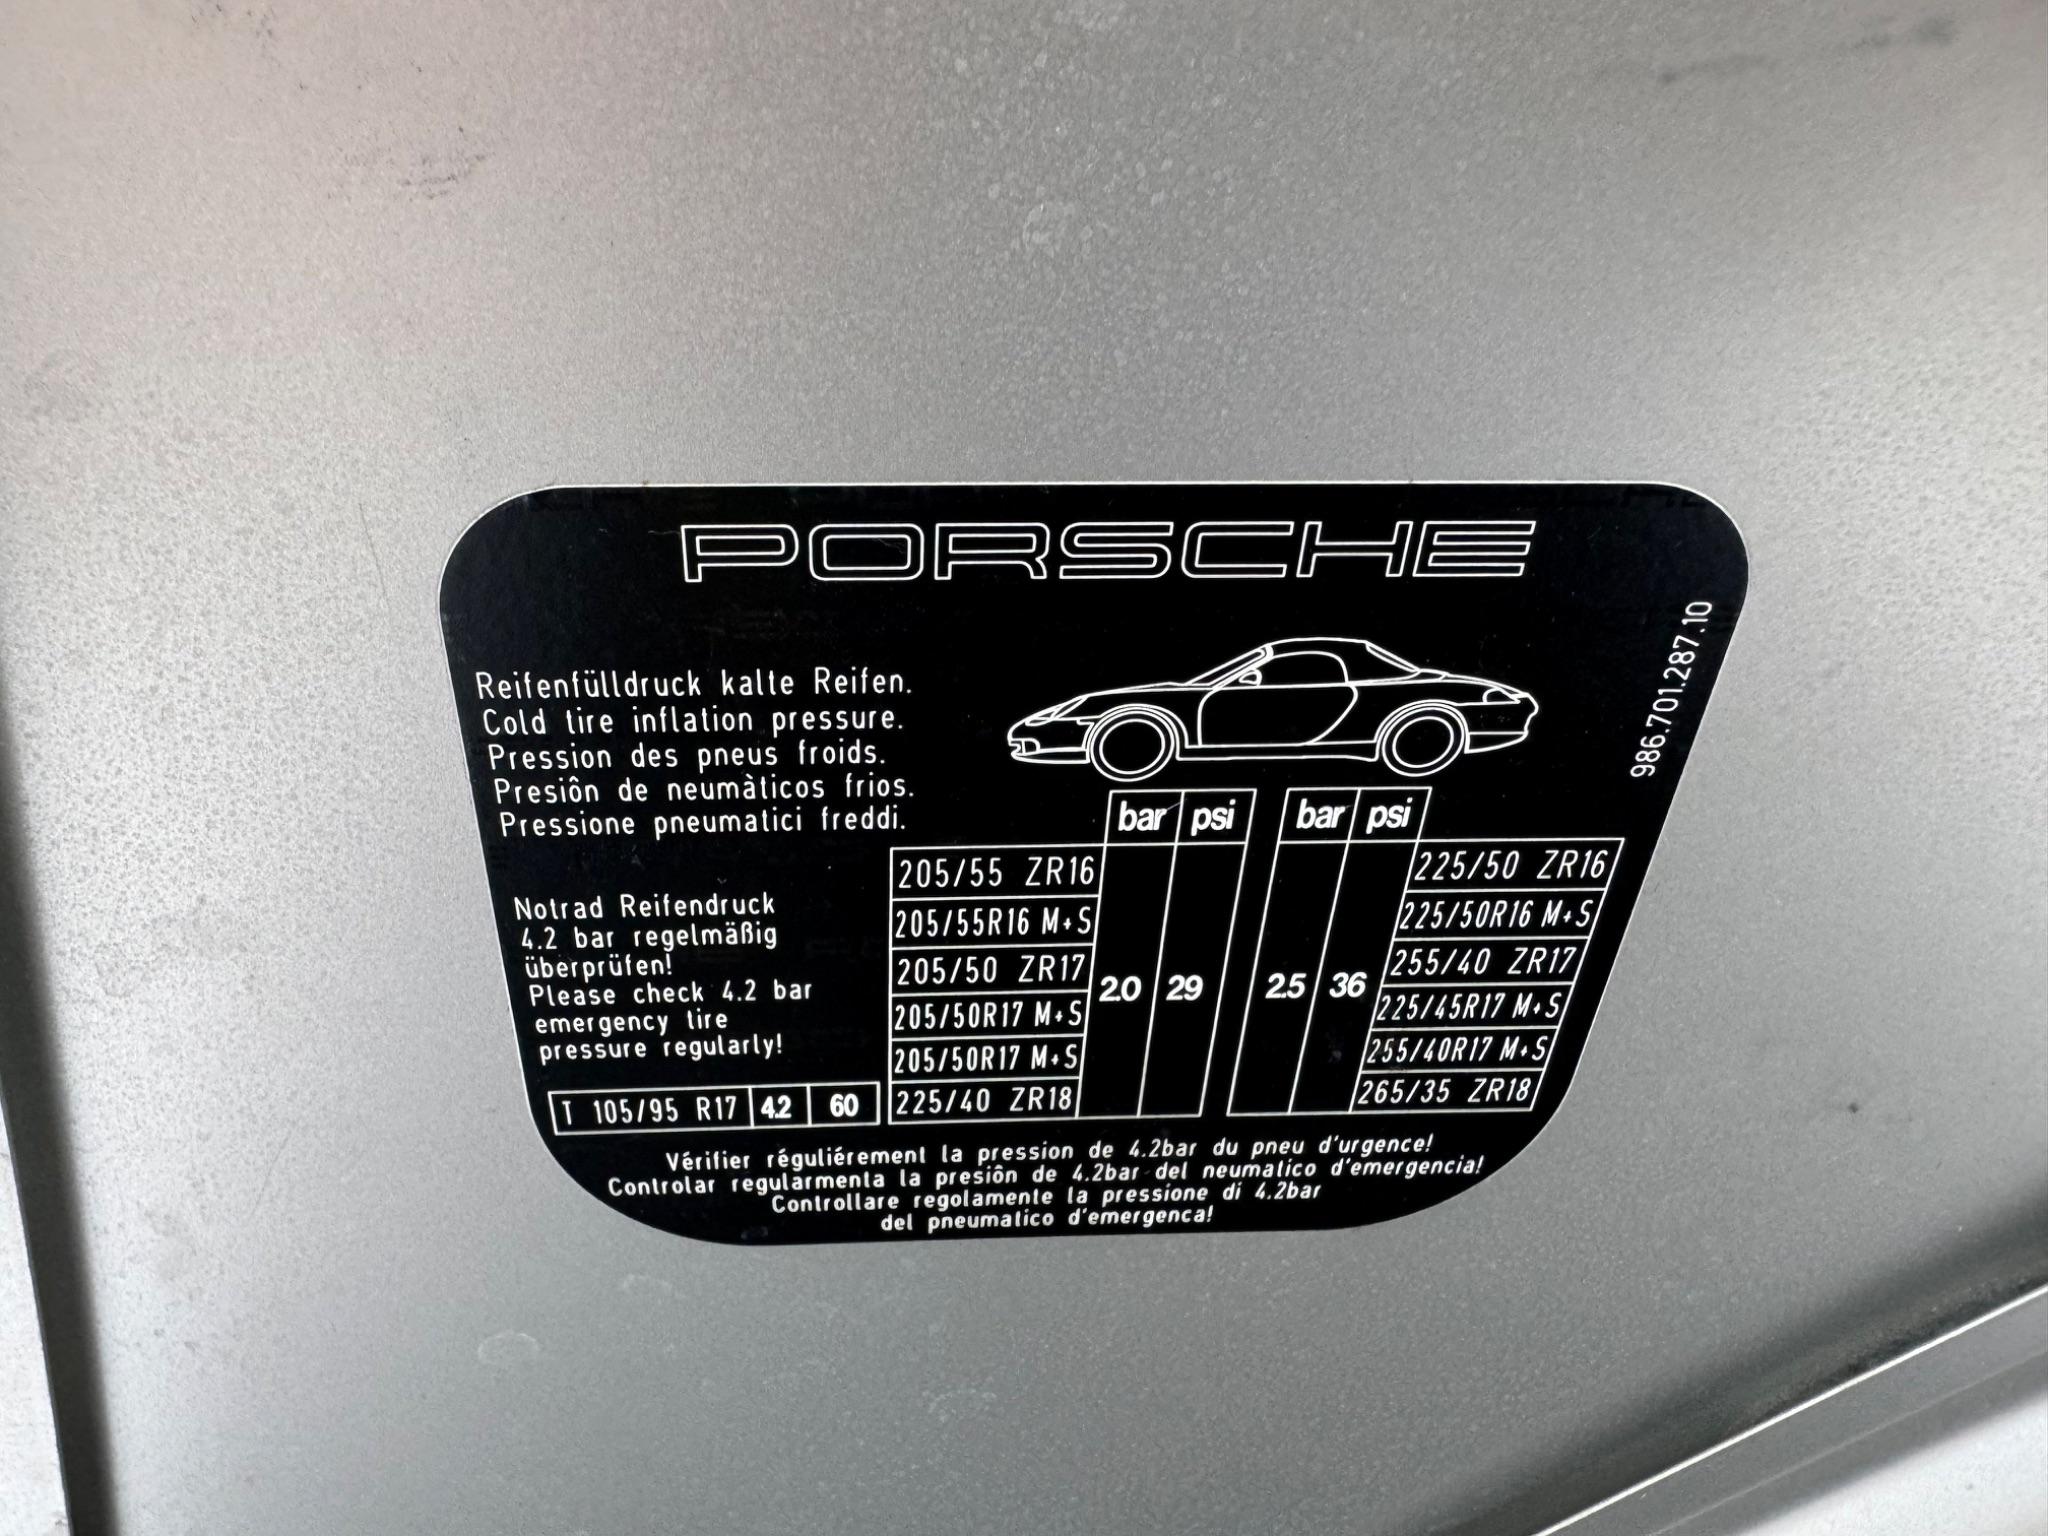 PORSCHE
986.701.287.10
Reifenfülldruck kalte Reifen.
Cold tire inflation pressure.
Pression des pneus froids.
Presiôn de neumàticos frios.
Pressione pneumatici freddi.
Notrad Reifendruck
4.2 bar regelmäßig
überprüfen!
Please check 4.2 bar
emergency tire
pressure regularly!
T 105/95 R17 4.2 60
bar psi bar psi
205/55 ZR16 225/50 ZR16
205/55R16 M+S 225/50R16 M+S
205/50 ZR17 255/40 ZR17
2.0 29 2.5 36
205/50R17 M+S 225/45R17 M+S
205/50R17 M+S 255/40R17 M+S
225/40 ZR18 265/35 ZR18
Vérifier réguliérement la pression de 4.2bar du pneu d'urgence!
Controlar regularmenta la presiôn de 4.2bar del neumatico d'emergencia!
Controllare regolamente la pressione di 4.2bar
del pneumatico d'emergenca!